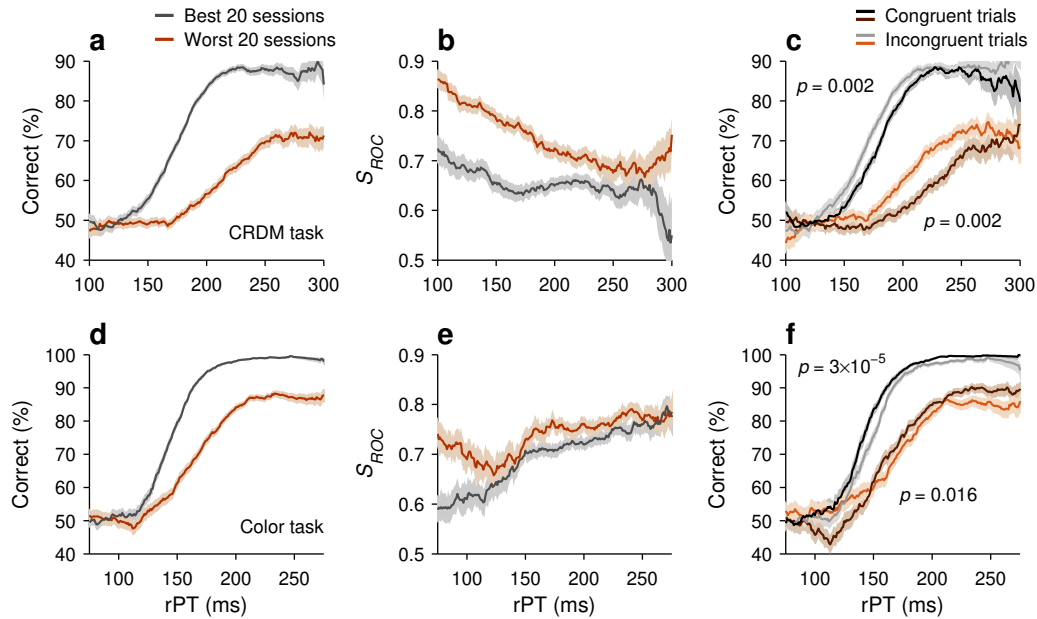 Best 20 sessions
Worst 20 sessions
Congruent trials
Incongruent trials
a
90
80
70
60
50
40
Correct (%)
100
150
200
250
300
CRDM task
b
0.9
0.8
0.7
0.6
0.5
S_ROC
100
150
200
250
300
c
90
80
70
60
50
40
Correct (%)
100
150
200
250
300
p = 0.002
p = 0.002
d
100
90
80
70
60
50
40
Correct (%)
100
150
200
250
rPT (ms)
Color task
e
0.9
0.8
0.7
0.5
S_ROC
100
150
200
250
rPT (ms)
f
100
90
80
70
60
50
40
Correct (%)
100
150
200
250
rPT (ms)
p = 3×10⁻⁵
p = 0.016